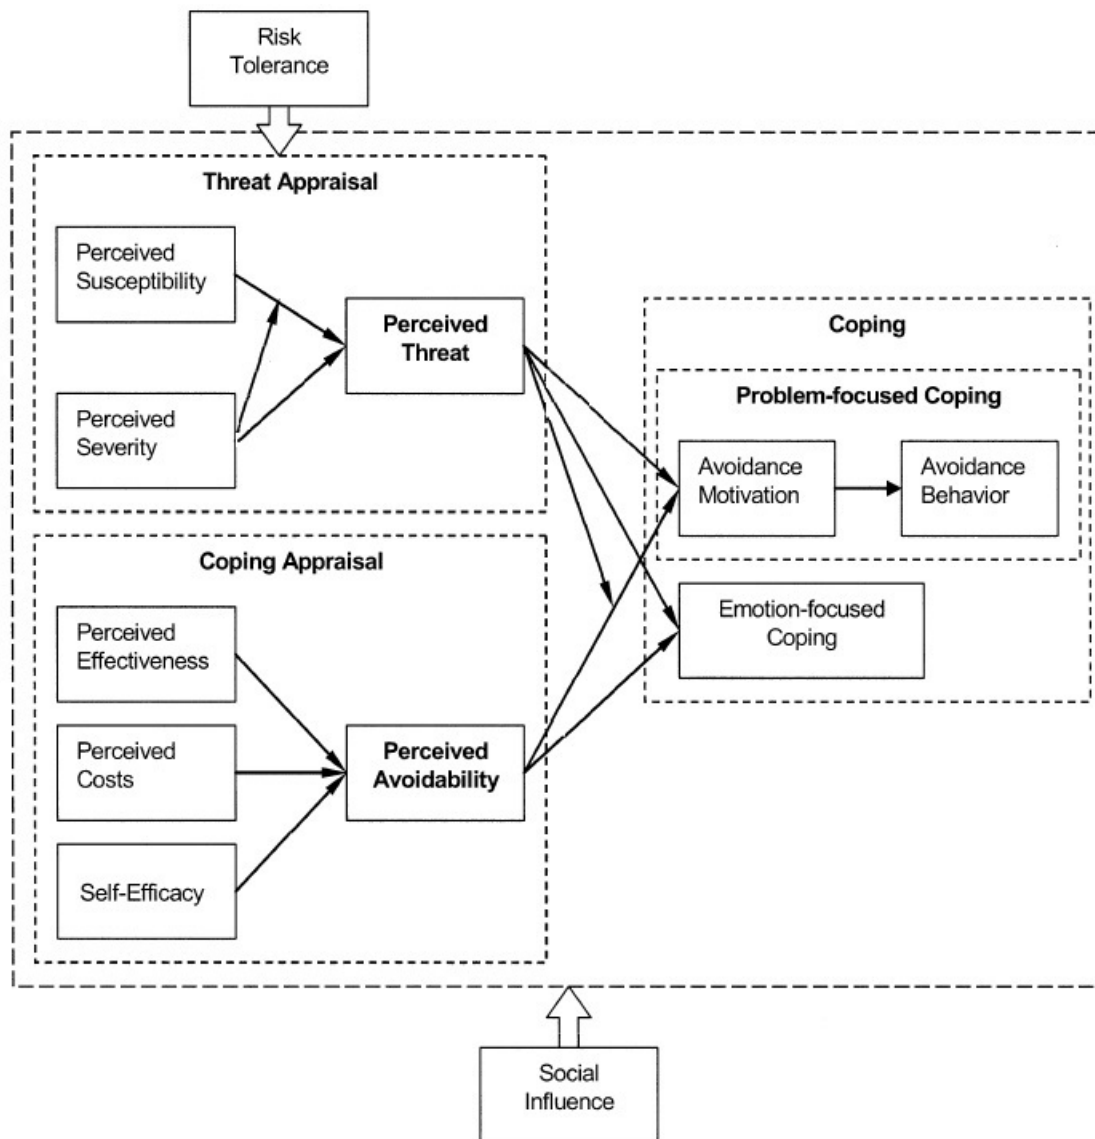 Risk
Tolerance
Threat Appraisal
Perceived
Susceptibility
Perceived
Severity
Perceived
Threat
Coping
Problem-focused Coping
Avoidance
Motivation
Avoidance
Behavior
Emotion-focused
Coping
Coping Appraisal
Perceived
Effectiveness
Perceived
Costs
Self-Efficacy
Perceived
Avoidability
Social
Influence